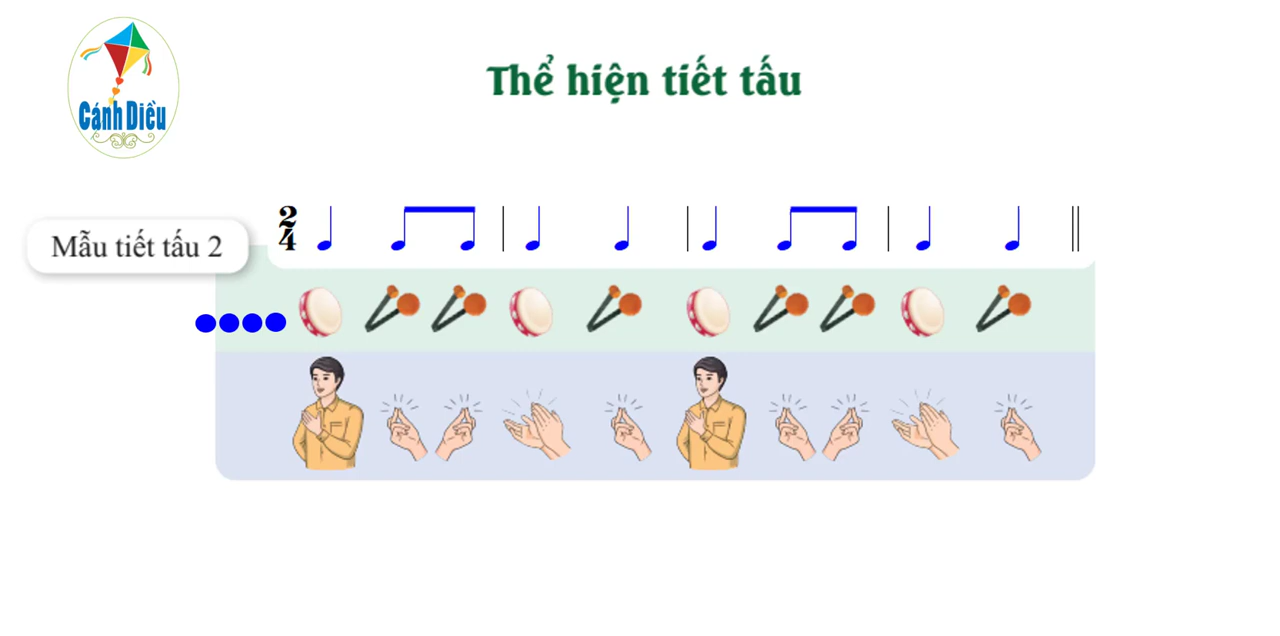 Cánh Diều
Thể hiện tiết tấu
Mẫu tiết tấu 2
2
4